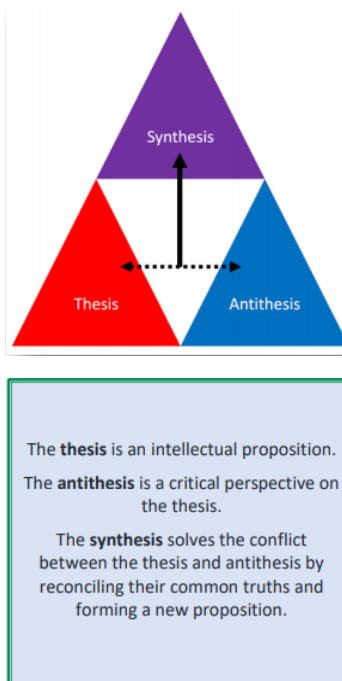 Synthesis
Thesis
Antithesis
The thesis is an intellectual proposition.
The antithesis is a critical perspective on
the thesis.
The synthesis solves the conflict
between the thesis and antithesis by
reconciling their common truths and
forming a new proposition.